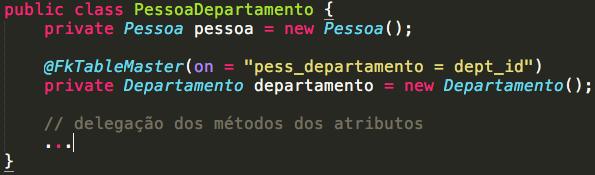 public class PessoaDepartamento {
private Pessoa pessoa = new Pessoa();
@FkTableMaster(on = "pess_departamento = dept_id")
private Departamento departamento = new Departamento();
// delegação dos métodos dos atributos
...
}